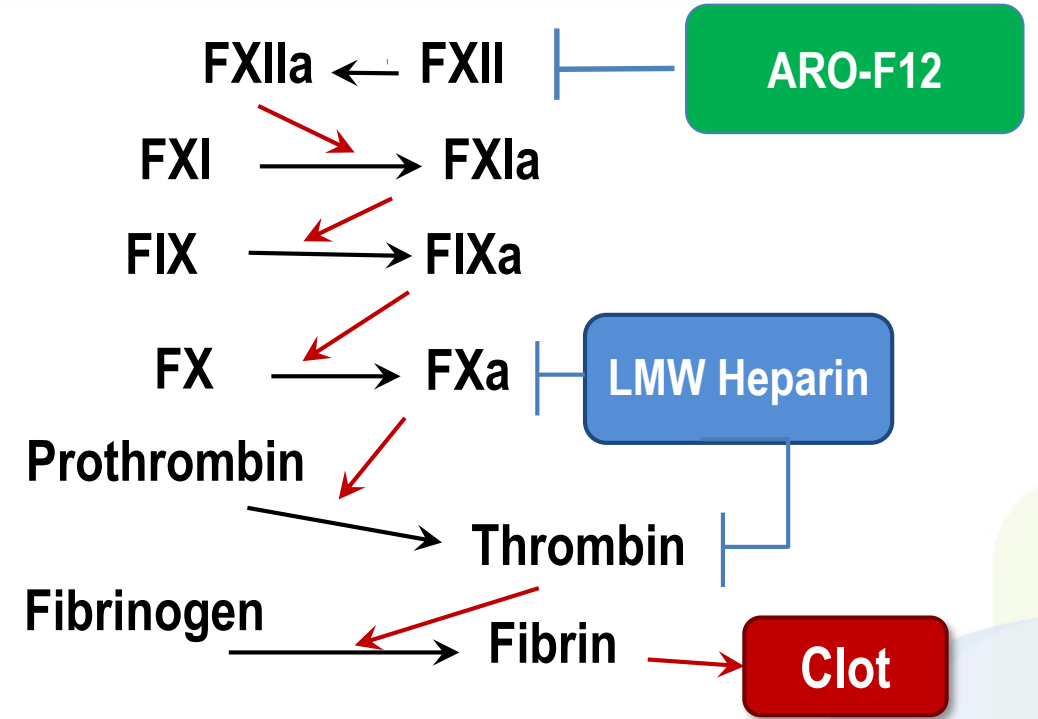 FXIIa FXII ARO-F12
FXI FXIa
FIX FIXa
FX FXa LMW Heparin
Prothrombin
Thrombin
Fibrinogen
Fibrin
Clot